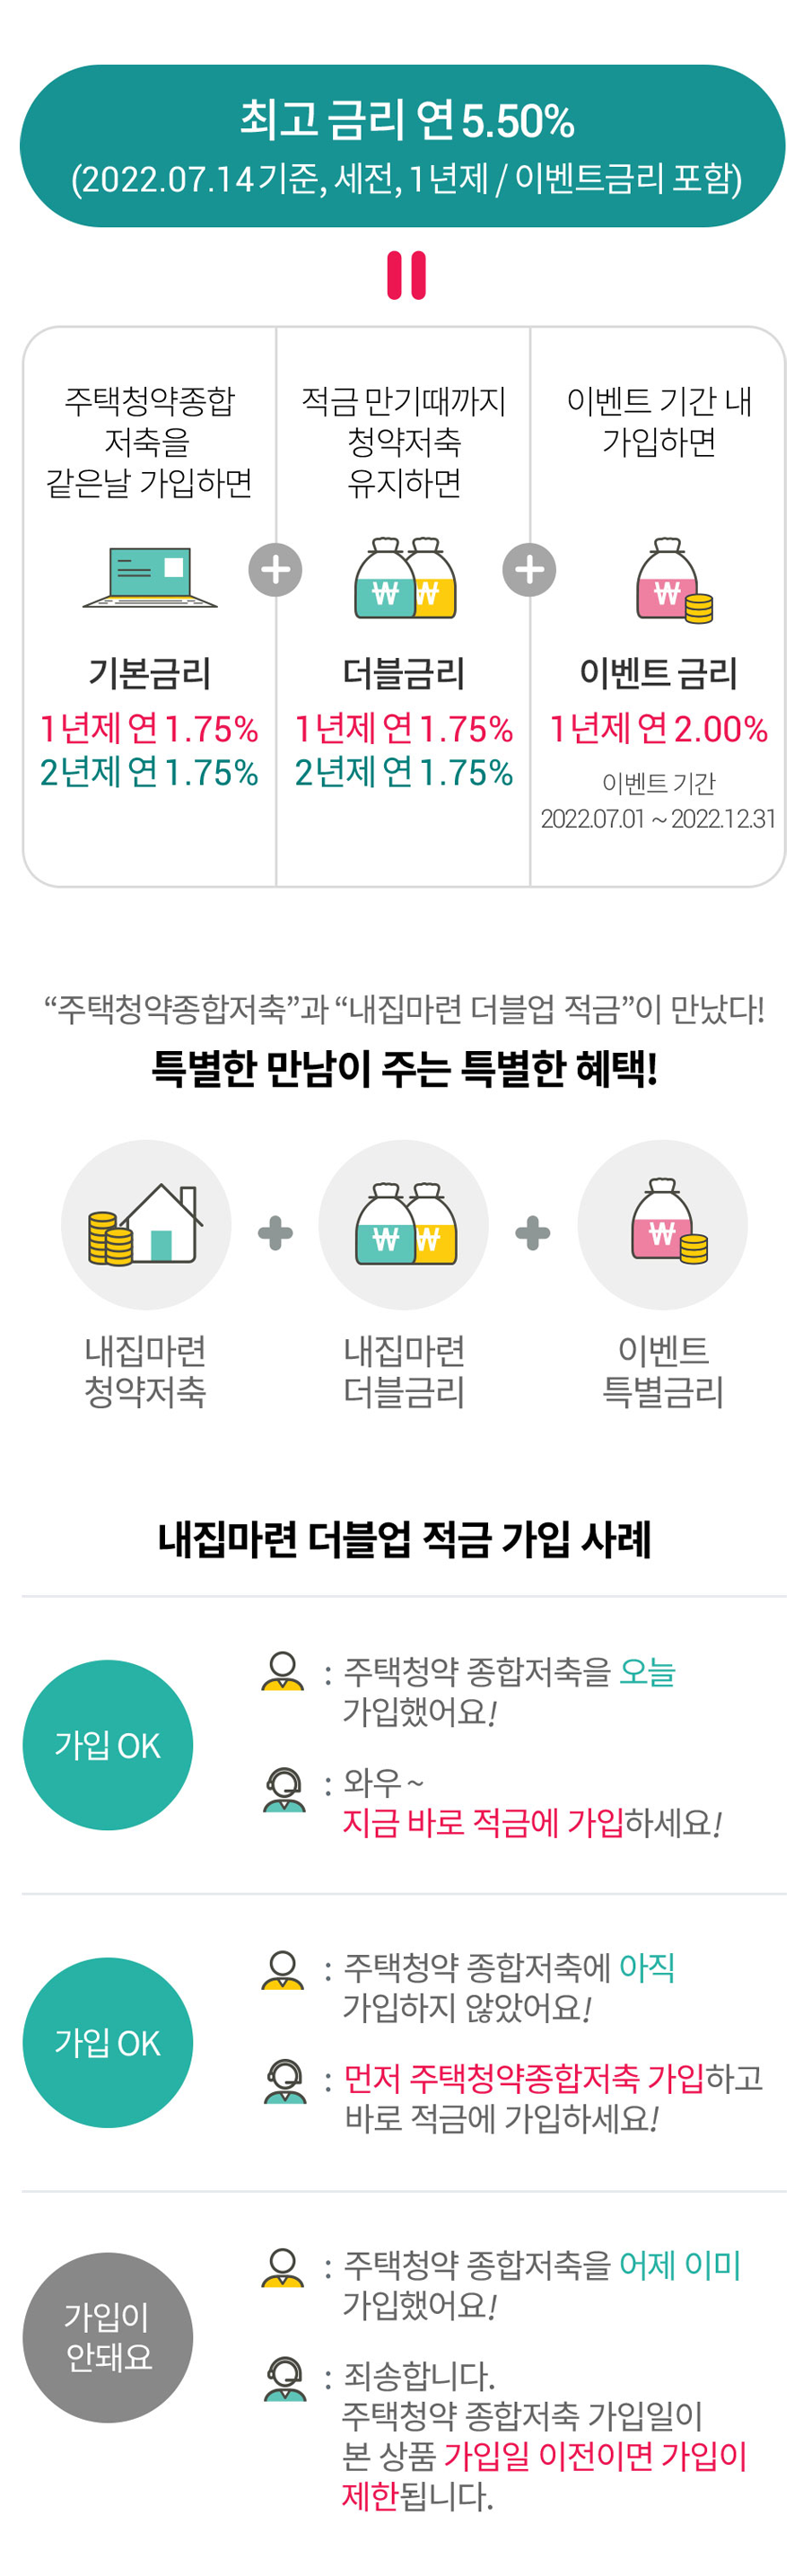 최고 금리 연 5.50%
(2022.07.14 기준, 세전, 1년제 / 이벤트금리 포함)
주택청약종합
저축을
같은날 가입하면
기본금리
1년제 연 1.75%
2년제 연 1.75%
적금 만기때까지
청약저축
유지하면
₩ ₩
더블금리
1년제 연 1.75%
2년제 연 1.75%
이벤트 기간 내
가입하면
₩
이벤트 금리
1년제 연 2.00%
이벤트 기간
2022.07.01 ~ 2022.12.31
“주택청약종합저축”과 “내집마련 더블업 적금”이 만났다!
특별한 만남이 주는 특별한 혜택!
내집마련
청약저축
₩ ₩
내집마련
더블금리
₩
이벤트
특별금리
내집마련 더블업 적금 가입 사례
가입 OK
: 주택청약 종합저축을 오늘
가입했어요!
: 와우 ~
지금 바로 적금에 가입하세요!
가입 OK
: 주택청약 종합저축에 아직
가입하지 않았어요!
: 먼저 주택청약종합저축 가입하고
바로 적금에 가입하세요!
가입이
안돼요
: 주택청약 종합저축을 어제 이미
가입했어요!
: 죄송합니다.
주택청약 종합저축 가입일이
본 상품 가입일 이전이면 가입이
제한됩니다.